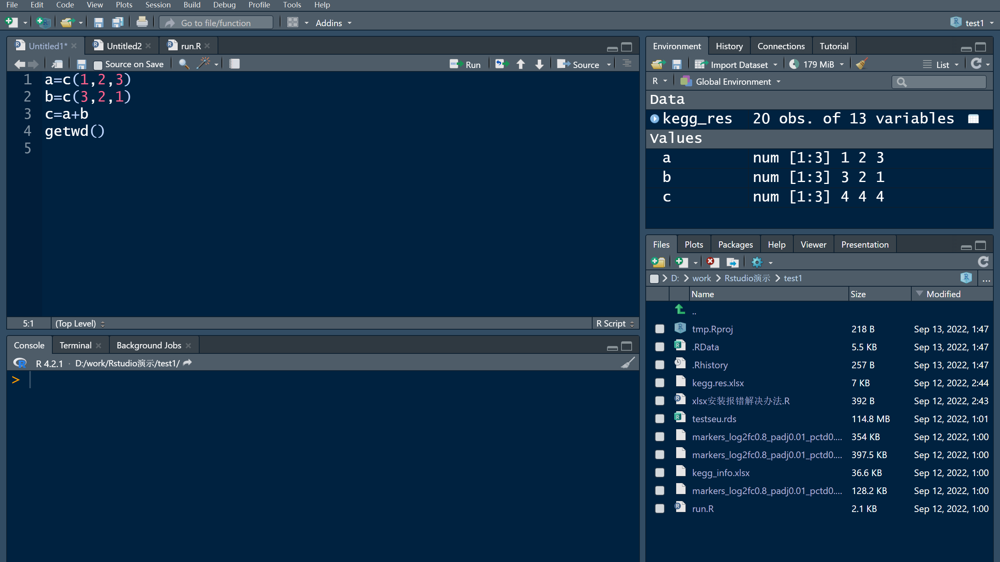 File Edit Code View Plots Session Build Debug Profile Tools Help
Go to file/function Addins test1
Untitled1* Untitled2 run.R
Source on Save Run Source
1 a=c(1,2,3)
2 b=c(3,2,1)
3 c=a+b
4 getwd()
5
5:1 (Top Level) R Script
Console Terminal Background Jobs
R 4.2.1 · D:/work/Rstudio演示/test1/
>
Environment History Connections Tutorial
Import Dataset 179 MiB List
R Global Environment
Data
kegg_res 20 obs. of 13 variables
Values
a num [1:3] 1 2 3
b num [1:3] 3 2 1
c num [1:3] 4 4 4
Files Plots Packages Help Viewer Presentation
D: work Rstudio演示 test1 ...
Name Size Modified
..
tmp.Rproj 218 B Sep 13, 2022, 1:47
.RData 5.5 KB Sep 13, 2022, 1:47
.Rhistory 257 B Sep 13, 2022, 1:47
kegg.res.xlsx 7 KB Sep 12, 2022, 2:44
xlsx安装报错解决办法.R 392 B Sep 12, 2022, 2:43
testseu.rds 114.8 MB Sep 12, 2022, 1:01
markers_log2fc0.8_padj0.01_pctd0.... 354 KB Sep 12, 2022, 1:00
markers_log2fc0.8_padj0.01_pctd0.... 397.5 KB Sep 12, 2022, 1:00
kegg_info.xlsx 36.6 KB Sep 12, 2022, 1:00
markers_log2fc0.8_padj0.01_pctd0.... 128.2 KB Sep 12, 2022, 1:00
run.R 2.1 KB Sep 12, 2022, 1:00